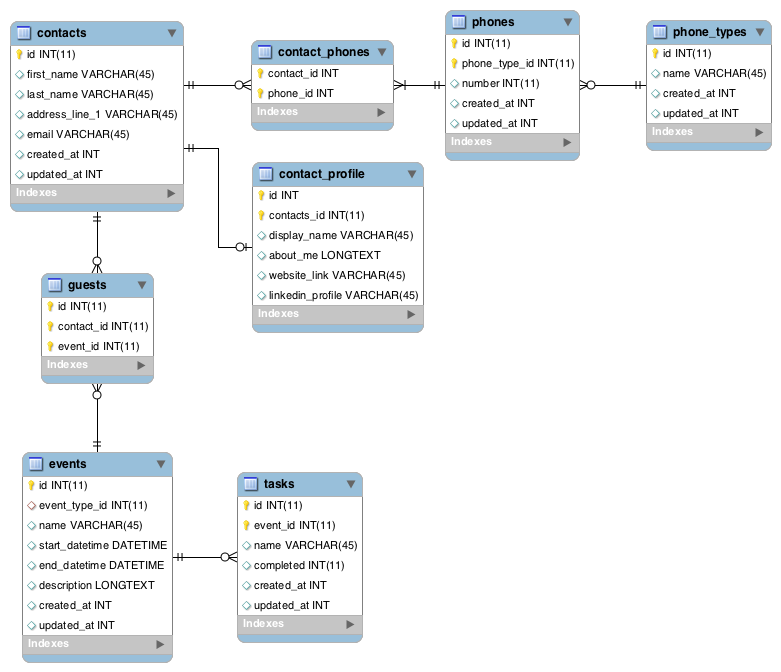 contacts
id INT(11)
first_name VARCHAR(45)
last_name VARCHAR(45)
address_line_1 VARCHAR(45)
email VARCHAR(45)
created_at INT
updated_at INT
Indexes
contact_phones
contact_id INT
phone_id INT
Indexes
phones
id INT(11)
phone_type_id INT(11)
number INT(11)
created_at INT
updated_at INT
Indexes
phone_types
id INT(11)
name VARCHAR(45)
created_at INT
updated_at INT
Indexes
contact_profile
id INT
contacts_id INT(11)
display_name VARCHAR(45)
about_me LONGTEXT
website_link VARCHAR(45)
linkedin_profile VARCHAR(45)
Indexes
guests
id INT(11)
contact_id INT(11)
event_id INT(11)
Indexes
events
id INT(11)
event_type_id INT(11)
name VARCHAR(45)
start_datetime DATETIME
end_datetime DATETIME
description LONGTEXT
created_at INT
updated_at INT
Indexes
tasks
id INT(11)
event_id INT(11)
name VARCHAR(45)
completed INT(11)
created_at INT
updated_at INT
Indexes